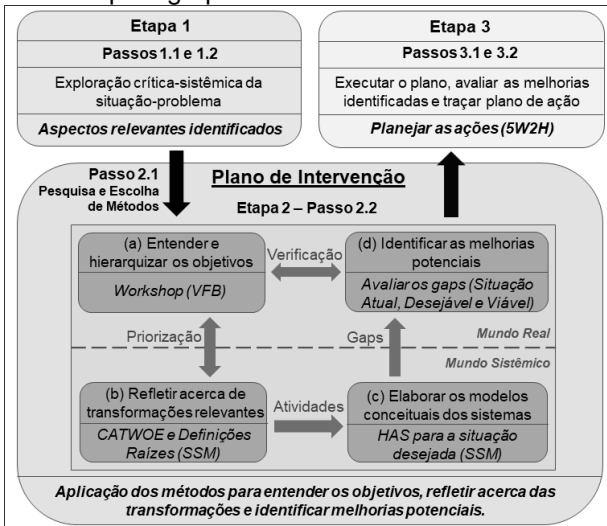 Etapa 1
Passos 1.1 e 1.2
Exploração crítica-sistêmica da
situação-problema
Aspectos relevantes identificados
Etapa 3
Passos 3.1 e 3.2
Executar o plano, avaliar as melhorias
identificadas e traçar plano de ação
Planejar as ações (5W2H)
Passo 2.1
Pesquisa e Escolha
de Métodos
Plano de Intervenção
Etapa 2 – Passo 2.2
(a) Entender e
hierarquizar os objetivos
Workshop (VFB)
Verificação
(d) Identificar as melhorias
potenciais
Avaliar os gaps (Situação
Atual, Desejável e Viável)
Priorização
Gaps
Mundo Real
Mundo Sistêmico
(b) Refletir acerca de
transformações relevantes
CATWOE e Definições
Raízes (SSM)
Atividades
(c) Elaborar os modelos
conceituais dos sistemas
HAS para a situação
desejada (SSM)
Aplicação dos métodos para entender os objetivos, refletir acerca das
transformações e identificar melhorias potenciais.